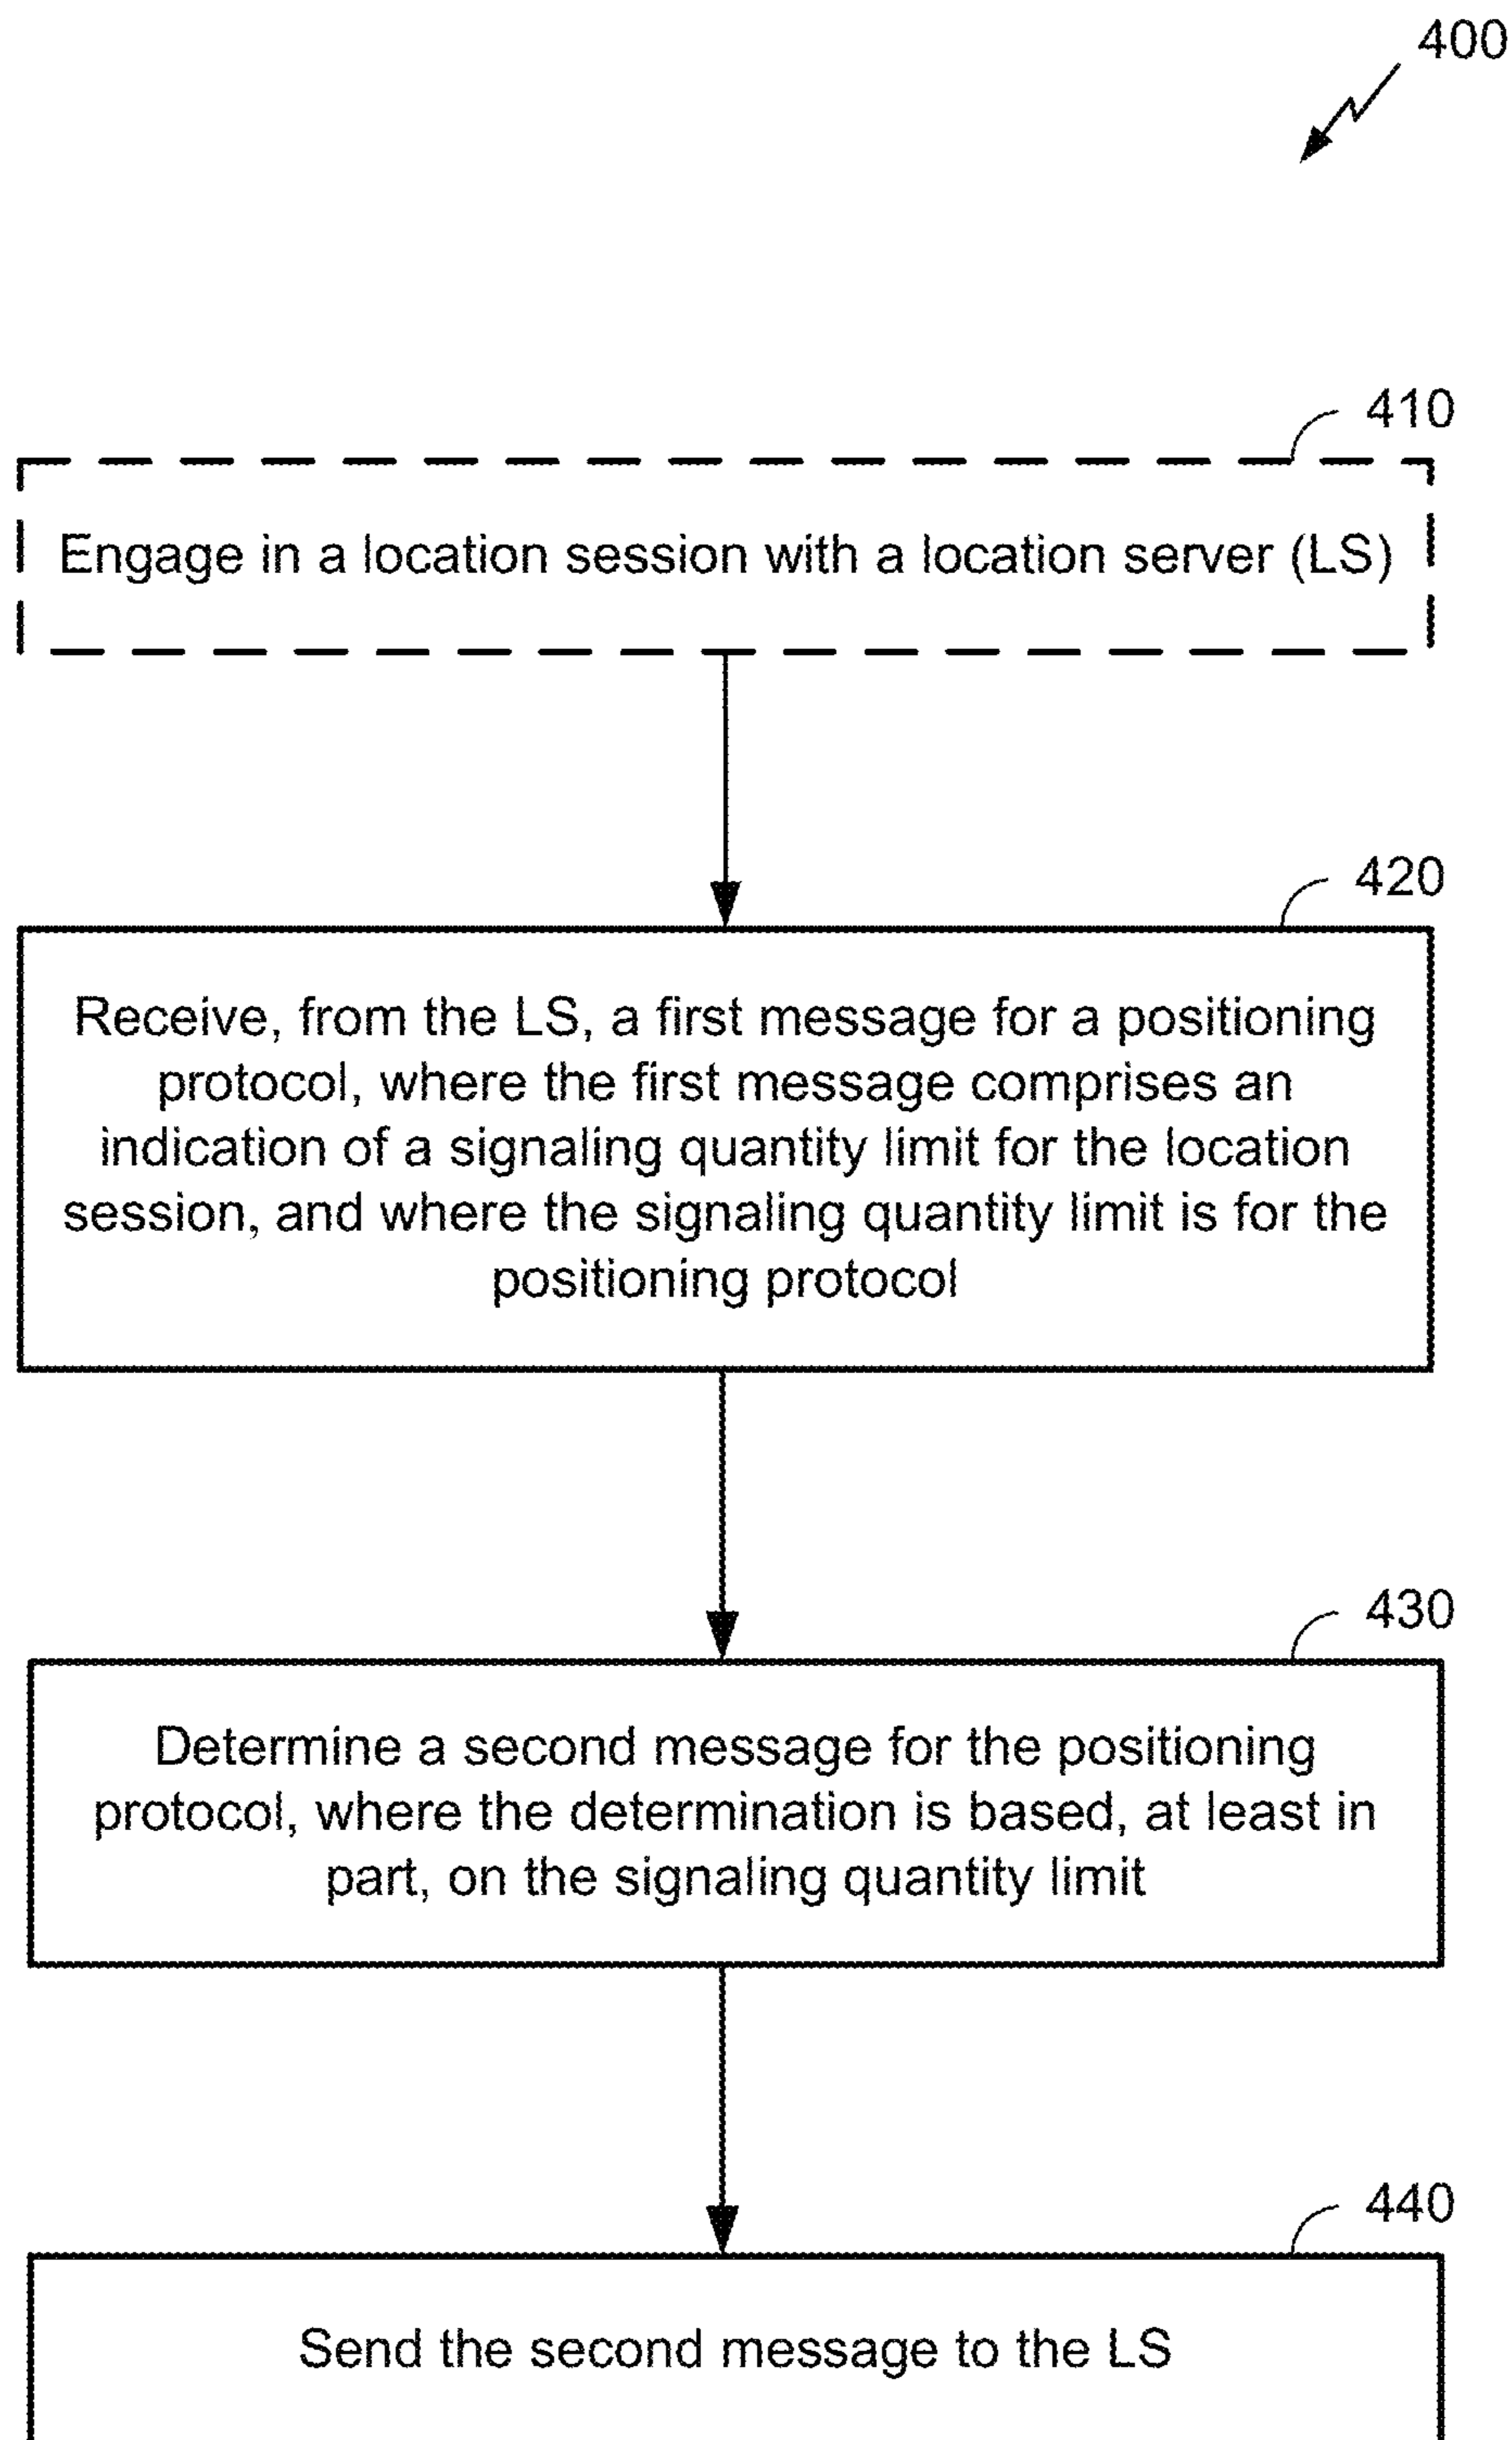 400
410
Engage in a location session with a location server (LS)
420
Receive, from the LS, a first message for a positioning
protocol, where the first message comprises an
indication of a signaling quantity limit for the location
session, and where the signaling quantity limit is for the
positioning protocol
430
Determine a second message for the positioning
protocol, where the determination is based, at least in
part, on the signaling quantity limit
440
Send the second message to the LS